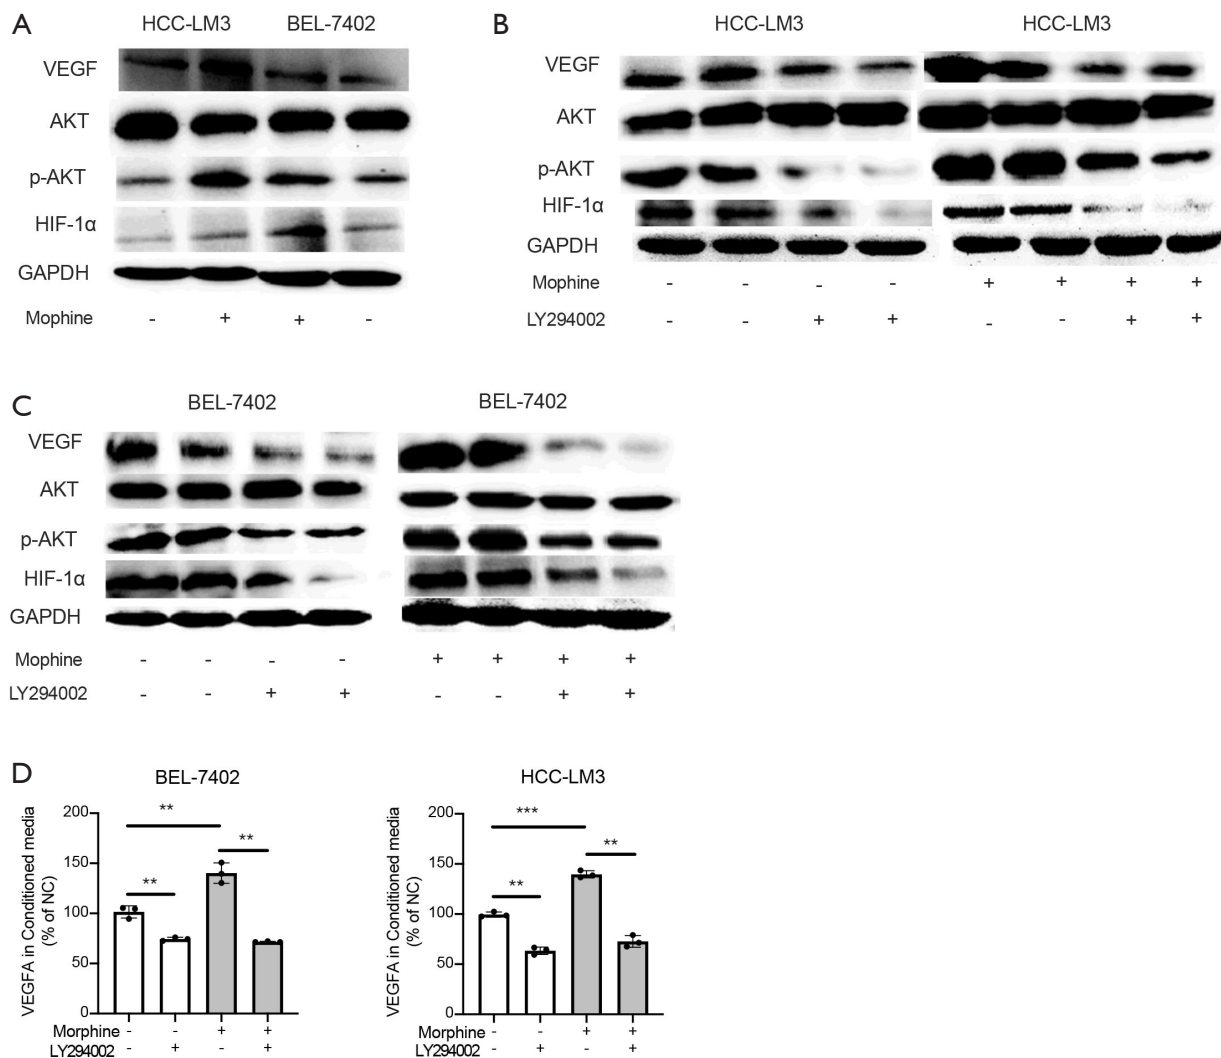 A
HCC-LM3 BEL-7402
VEGF
AKT
p-AKT
HIF-1α
GAPDH
Mophine - + + -
B
HCC-LM3 HCC-LM3
VEGF
AKT
p-AKT
HIF-1α
GAPDH
Mophine - - - - + + + +
LY294002 - - + + - - + +
C
BEL-7402 BEL-7402
VEGF
AKT
p-AKT
HIF-1α
GAPDH
Mophine - - - - + + + +
LY294002 - - + + - - + +
D
BEL-7402
VEGFA in Conditioned media
(% of NC)
200
150
100
50
0
** ** ** 
Morphine - - + +
LY294002 - + - +
HCC-LM3
VEGFA in Conditioned media
(% of NC)
200
150
100
50
0
*** ** **
Morphine - - + +
LY294002 - + - +